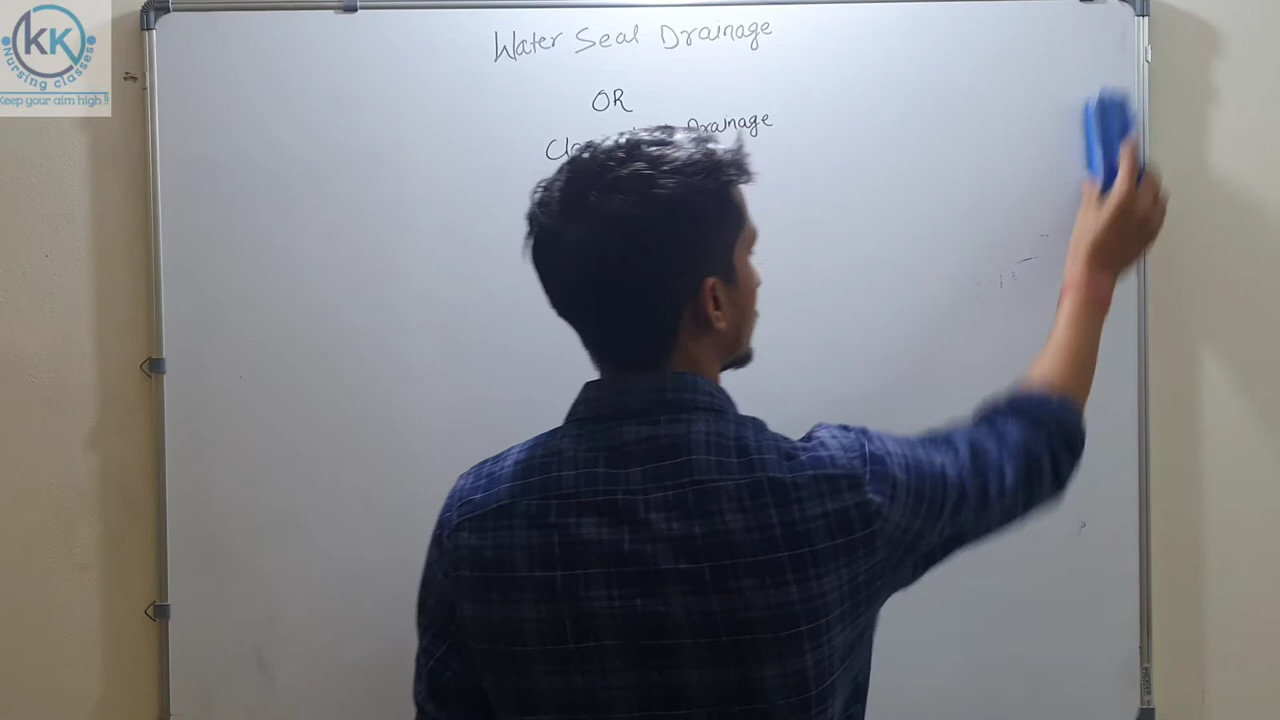 KK
Nursing classes
Keep your aim high !!
Water Seal Drainage
OR
Drainage